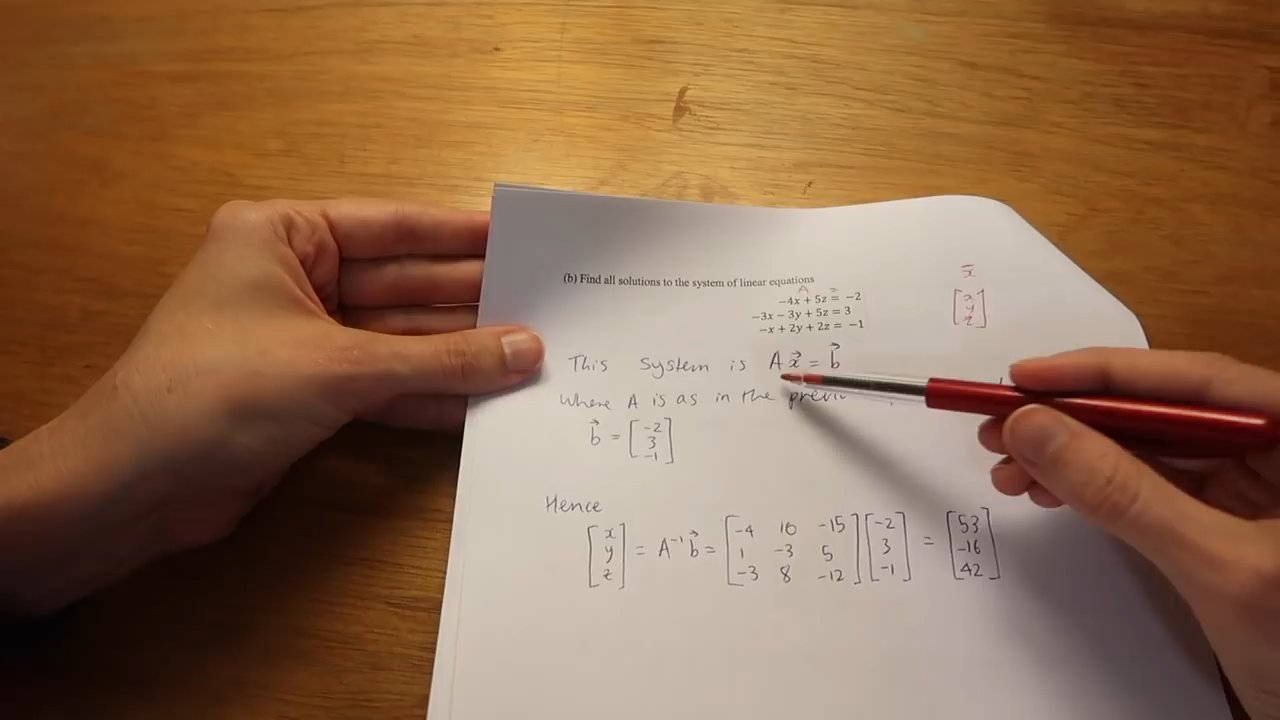 (b) Find all solutions to the system of linear equations
x̄
A =
−4x + 5z = −2
−3x − 3y + 5z = 3
−x + 2y + 2z = −1
[x
y
z]
This System is Ax⃗ = b⃗
where A is as in the
b⃗ = [-2
3
-1]
Hence
[x
y
z] = A⁻¹b⃗ = [-4 10 -15
1 -3 5
-3 8 -12] [-2
3
-1] = [53
-16
42]